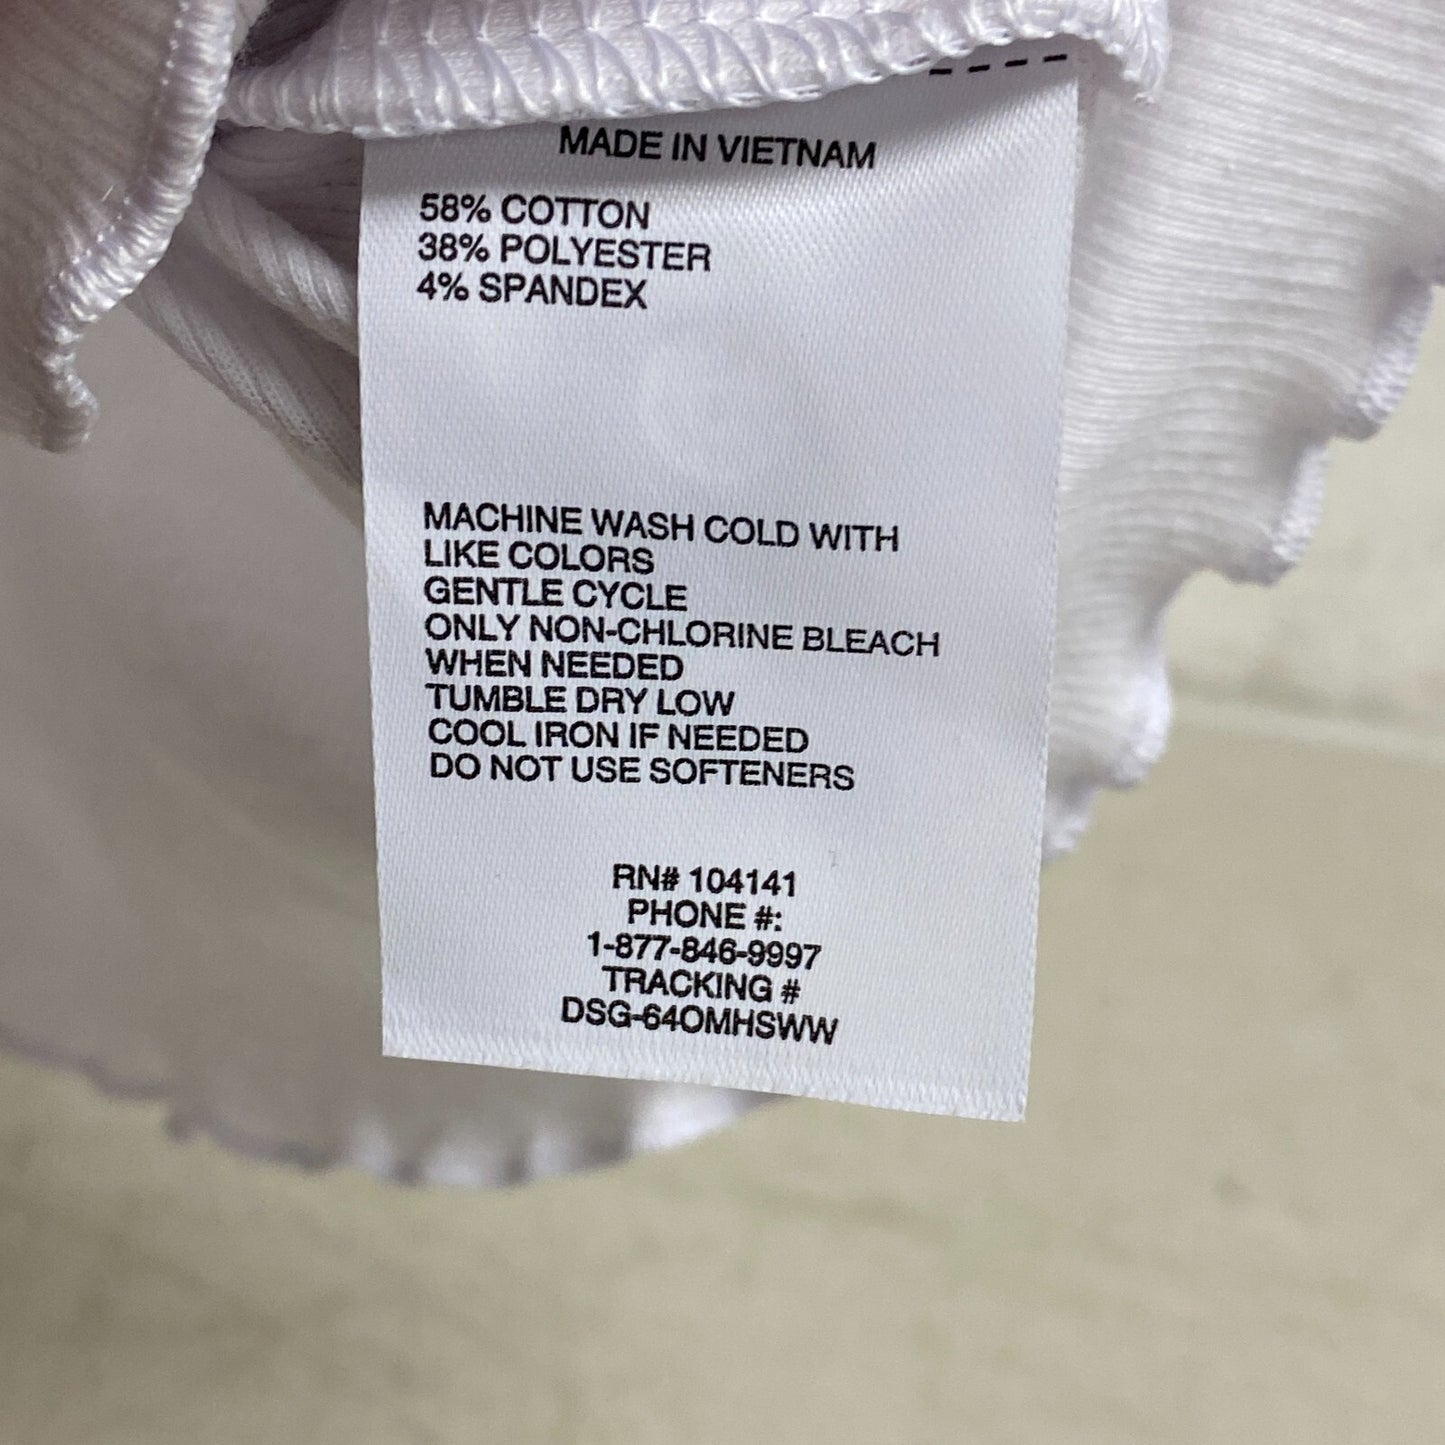 MADE IN VIETNAM
58% COTTON
38% POLYESTER
4% SPANDEX
MACHINE WASH COLD WITH
LIKE COLORS
GENTLE CYCLE
ONLY NON-CHLORINE BLEACH
WHEN NEEDED
TUMBLE DRY LOW
COOL IRON IF NEEDED
DO NOT USE SOFTENERS
RN# 104141
PHONE #:
1-877-846-9997
TRACKING #
DSG-64OMHSWW